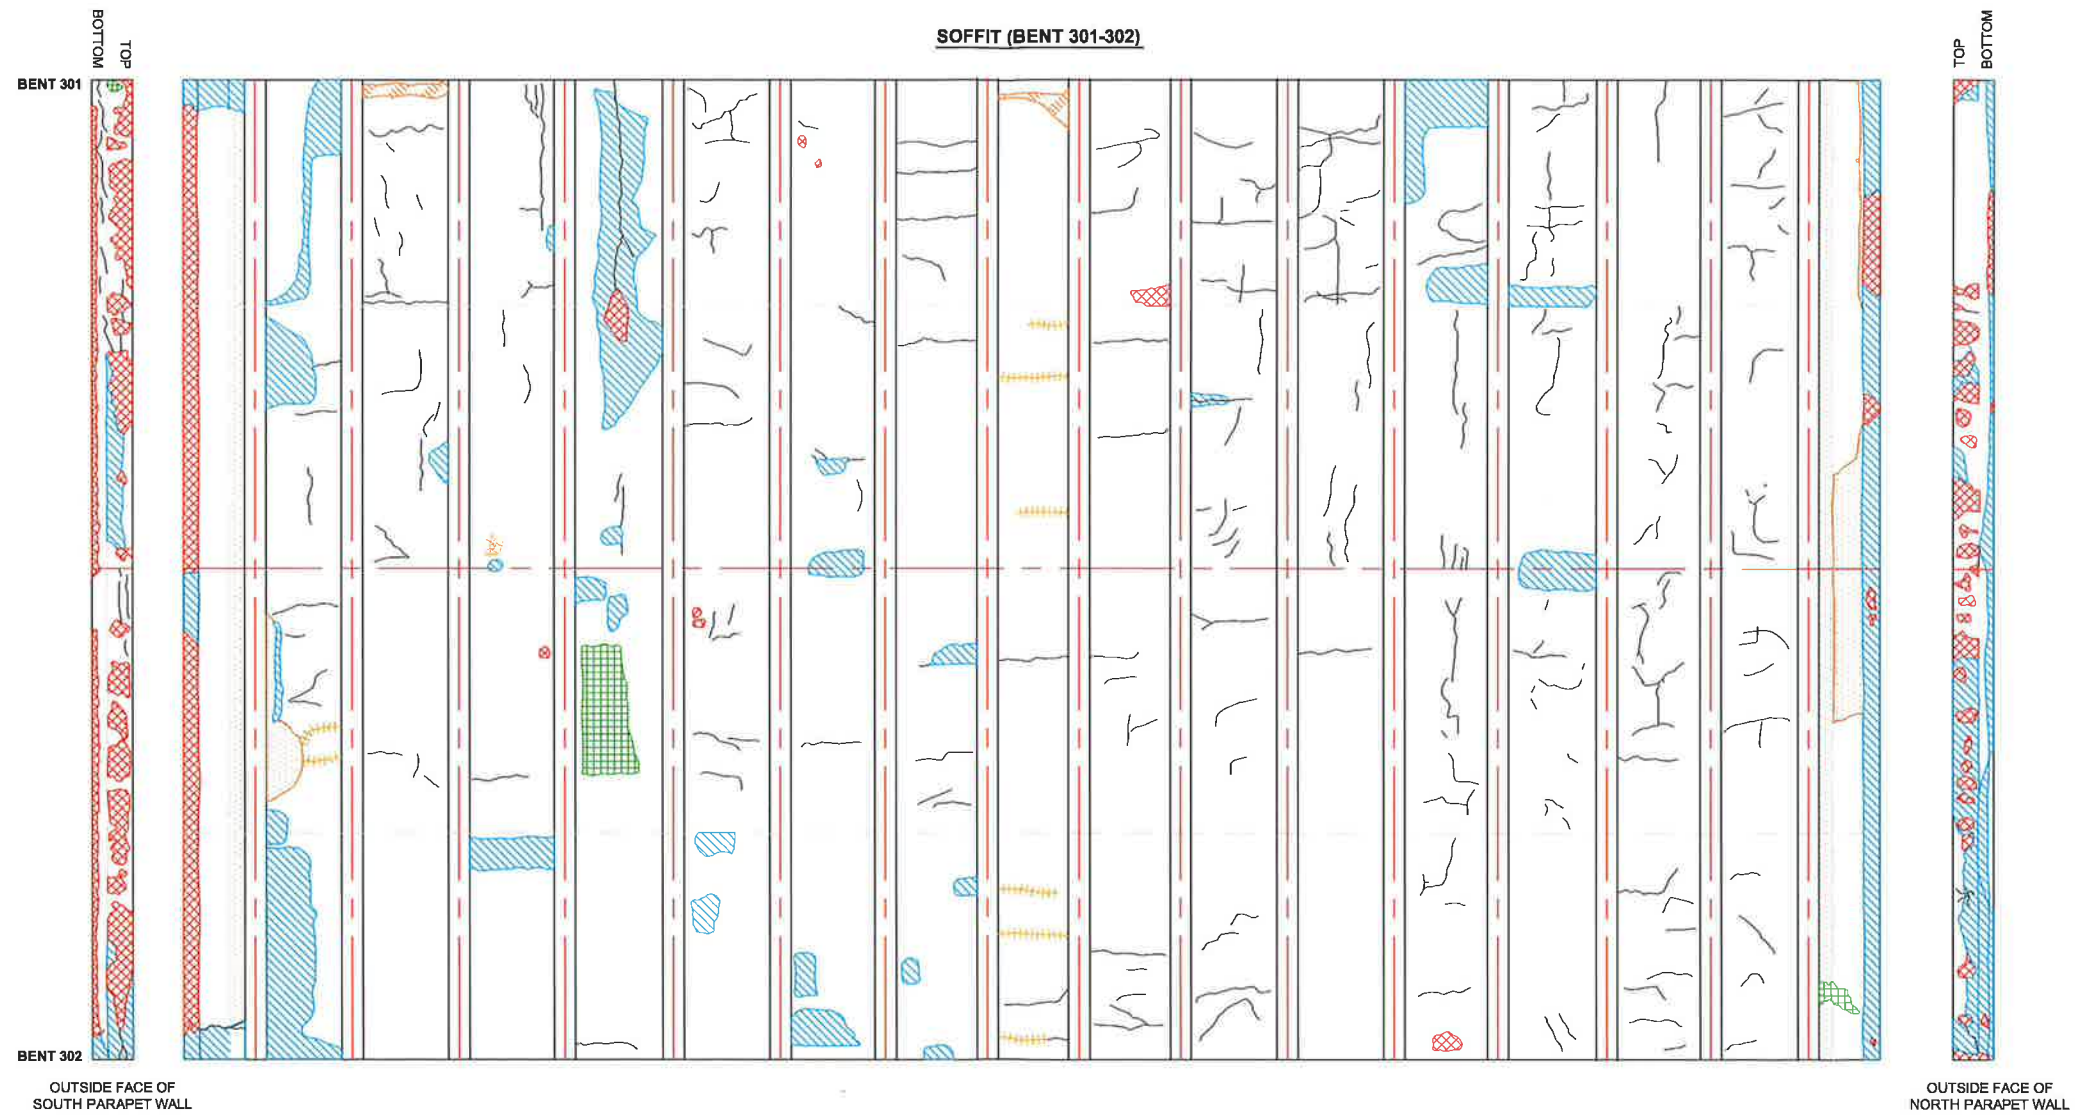 SOFFIT (BENT 301-302)
BOTTOM
TOP
TOP
BOTTOM
BENT 301
BENT 302
OUTSIDE FACE OF
SOUTH PARAPET WALL
OUTSIDE FACE OF
NORTH PARAPET WALL